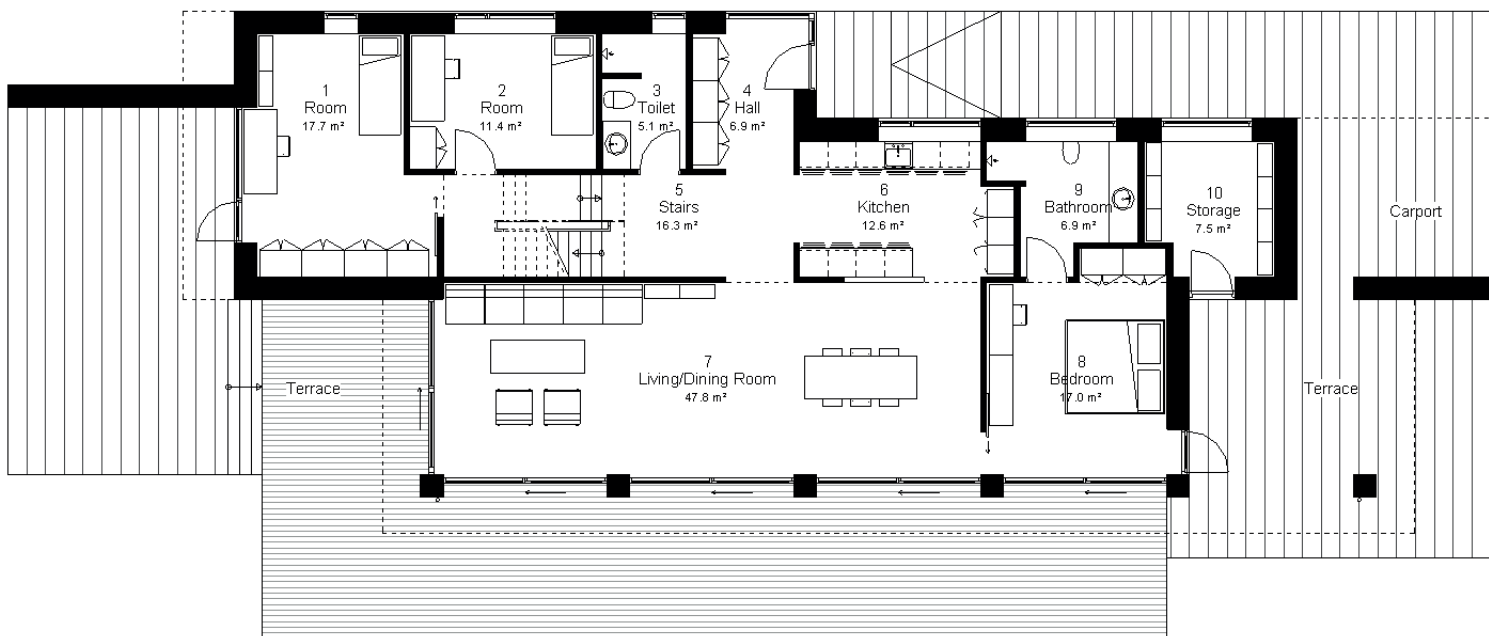 1
Room
17.7 m²
2
Room
11.4 m²
3
Toilet
5.1 m²
4
Hall
6.9 m²
5
Stairs
16.3 m²
6
Kitchen
12.6 m²
9
Bathroom
6.9 m²
10
Storage
7.5 m²
Carport
Terrace
7
Living/Dining Room
47.8 m²
8
Bedroom
17.0 m²
Terrace